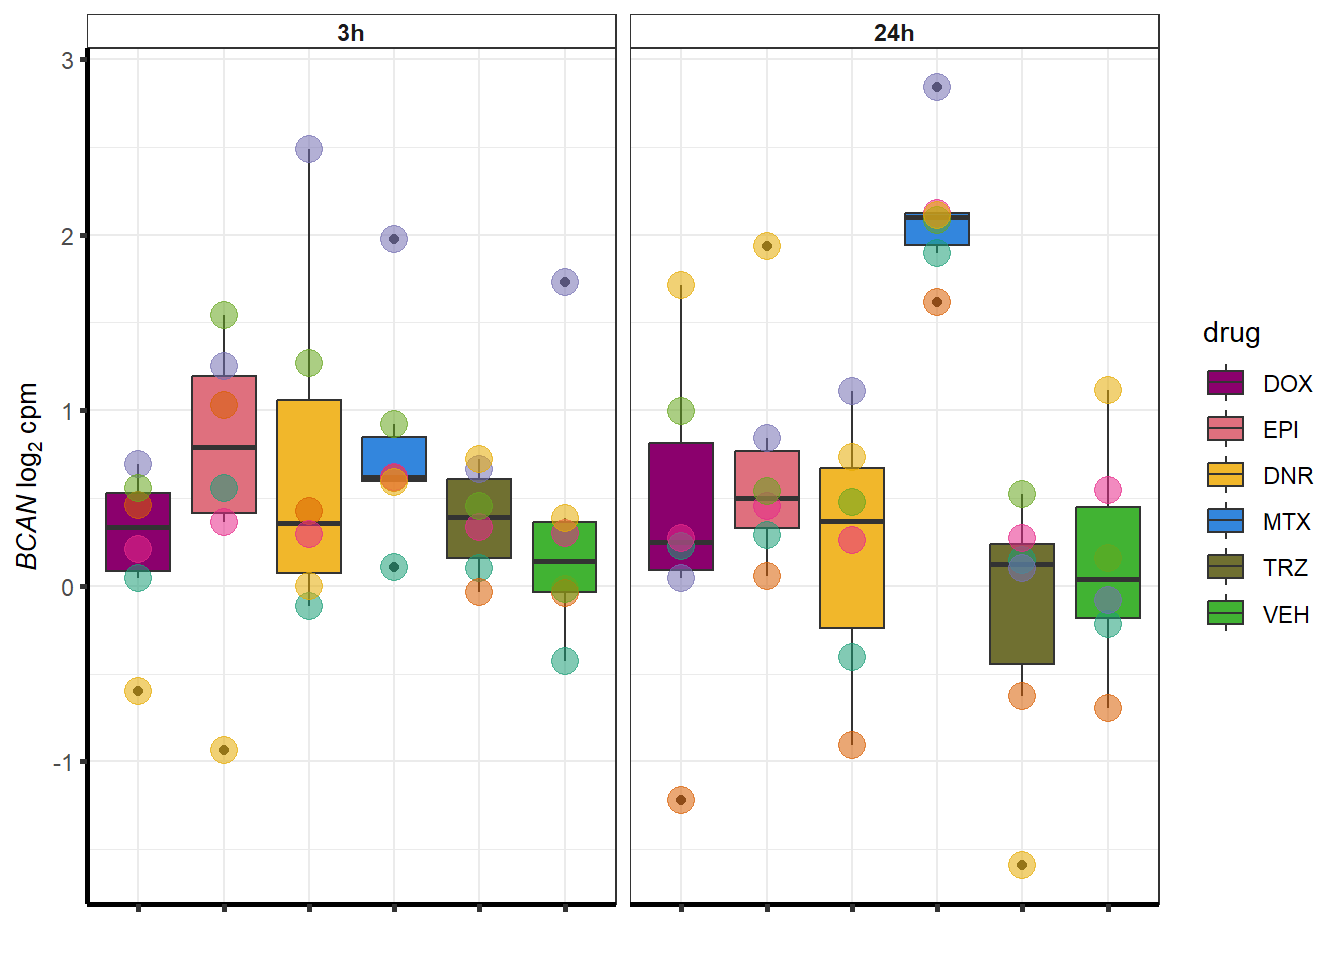 3h
24h
3
2
1
0
-1
BCAN log₂ cpm
drug
DOX
EPI
DNR
MTX
TRZ
VEH